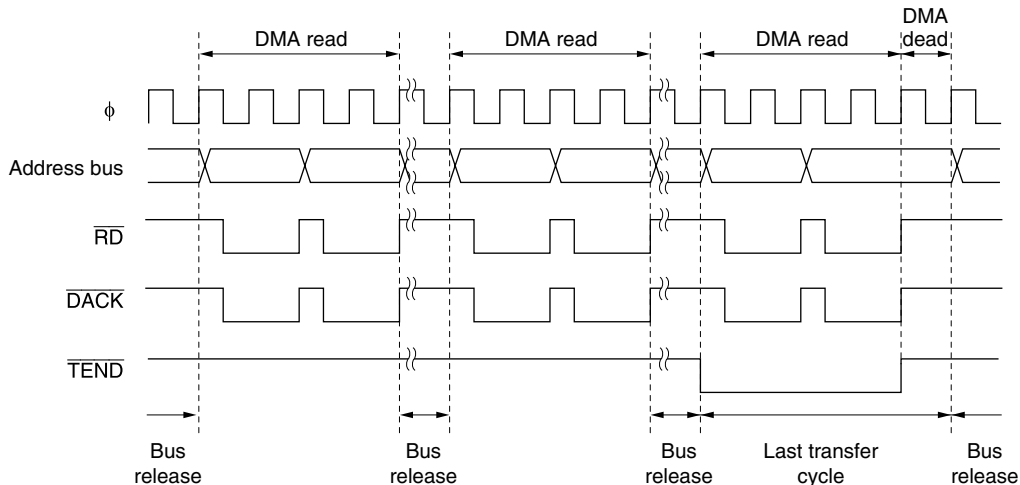 DMA read
DMA read
DMA read
DMA
dead
ϕ
Address bus
RD
DACK
TEND
Bus
release
Bus
release
Bus
release
Last transfer
cycle
Bus
release